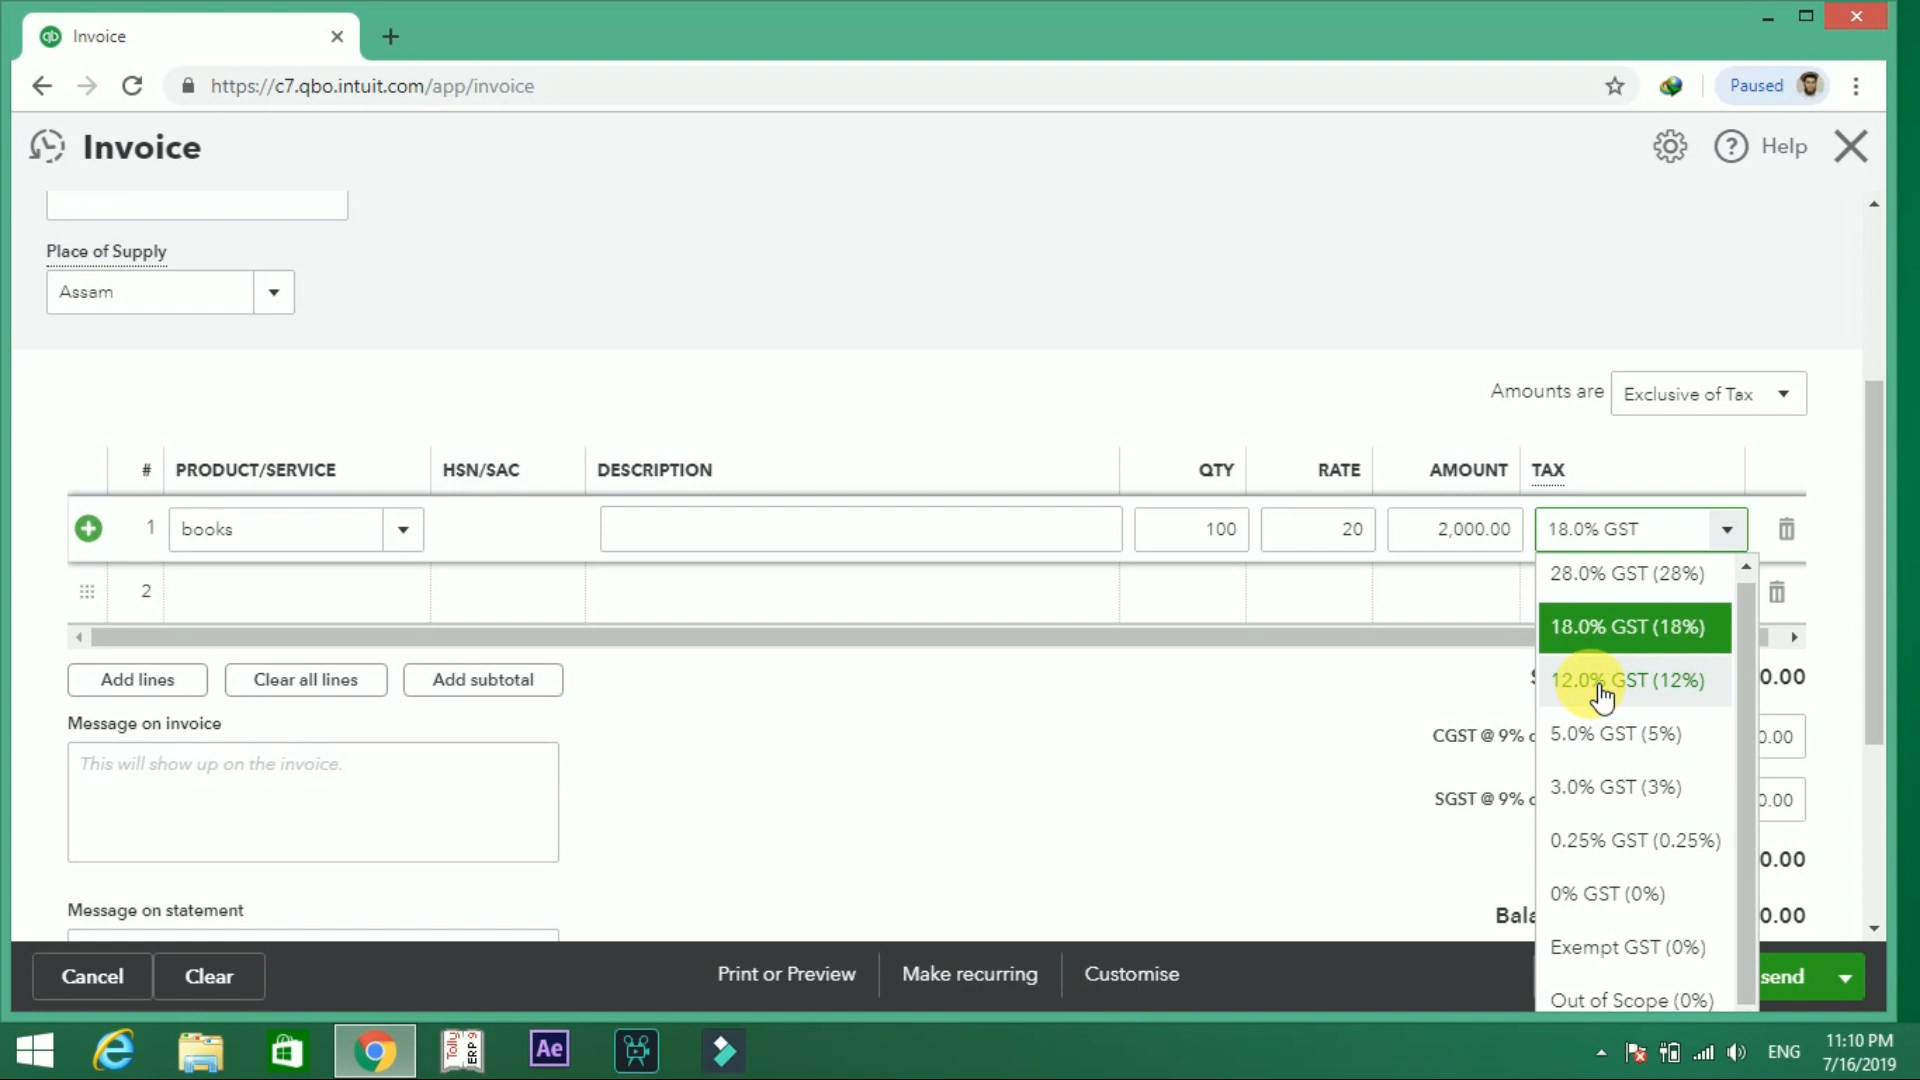 Invoice
https://c7.qbo.intuit.com/app/invoice
Paused
Invoice
Help
Place of Supply
Assam
Amounts are
Exclusive of Tax
# PRODUCT/SERVICE HSN/SAC DESCRIPTION QTY RATE AMOUNT TAX
1 books 100 20 2,000.00 18.0% GST
2
28.0% GST (28%)
18.0% GST (18%)
12.0% GST (12%)
5.0% GST (5%)
3.0% GST (3%)
0.25% GST (0.25%)
0% GST (0%)
Exempt GST (0%)
Out of Scope (0%)
Add lines
Clear all lines
Add subtotal
0.00
Message on invoice
This will show up on the invoice.
CGST @ 9%
0.00
SGST @ 9%
0.00
0.00
Message on statement
0.00
Cancel
Clear
Print or Preview
Make recurring
Customise
send
Tally
ERP 9
Ae
ENG
11:10 PM
7/16/2019